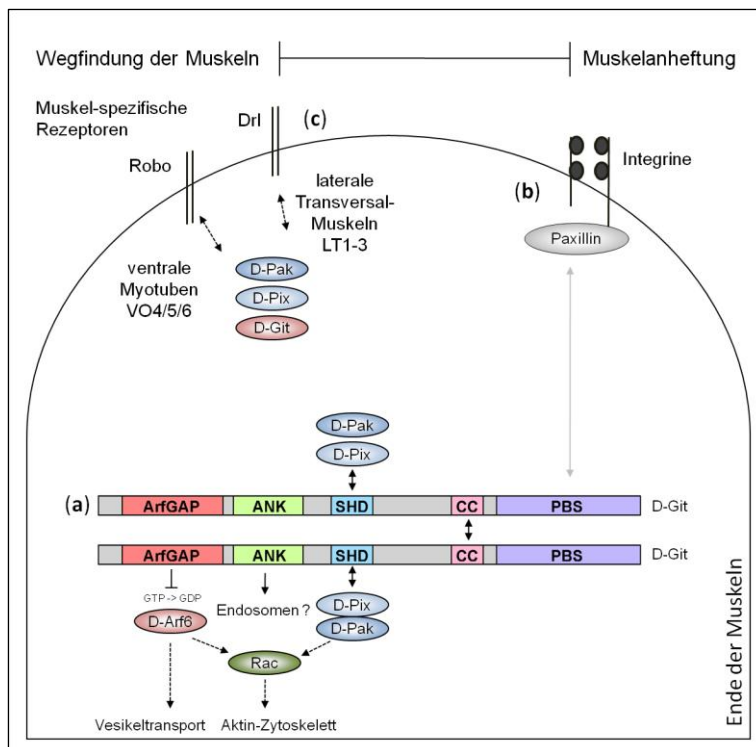 Wegfindung der Muskeln
Muskelanheftung
Muskel-spezifische
Rezeptoren
Robo
Drl
(c)
laterale
Transversal-
Muskeln
LT1-3
(b)
Integrine
Paxillin
ventrale
Myotuben
VO4/5/6
D-Pak
D-Pix
D-Git
D-Pak
D-Pix
(a)
ArfGAP ANK SHD CC PBS D-Git
ArfGAP ANK SHD CC PBS D-Git
GTP -> GDP
D-Arf6
Endosomen ?
D-Pix
D-Pak
Rac
Vesikeltransport
Aktin-Zytoskelett
Ende der Muskeln